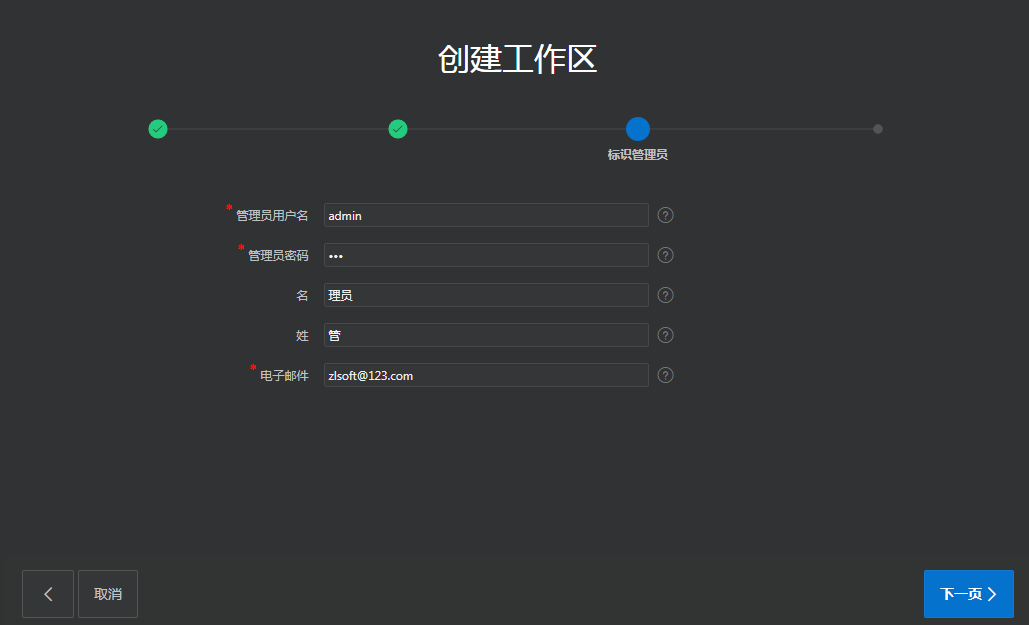 创建工作区
标识管理员
* 管理员用户名 admin ?
* 管理员密码 ••• ?
名 理员 ?
姓 管 ?
* 电子邮件 zlsoft@123.com ?
取消 下一页